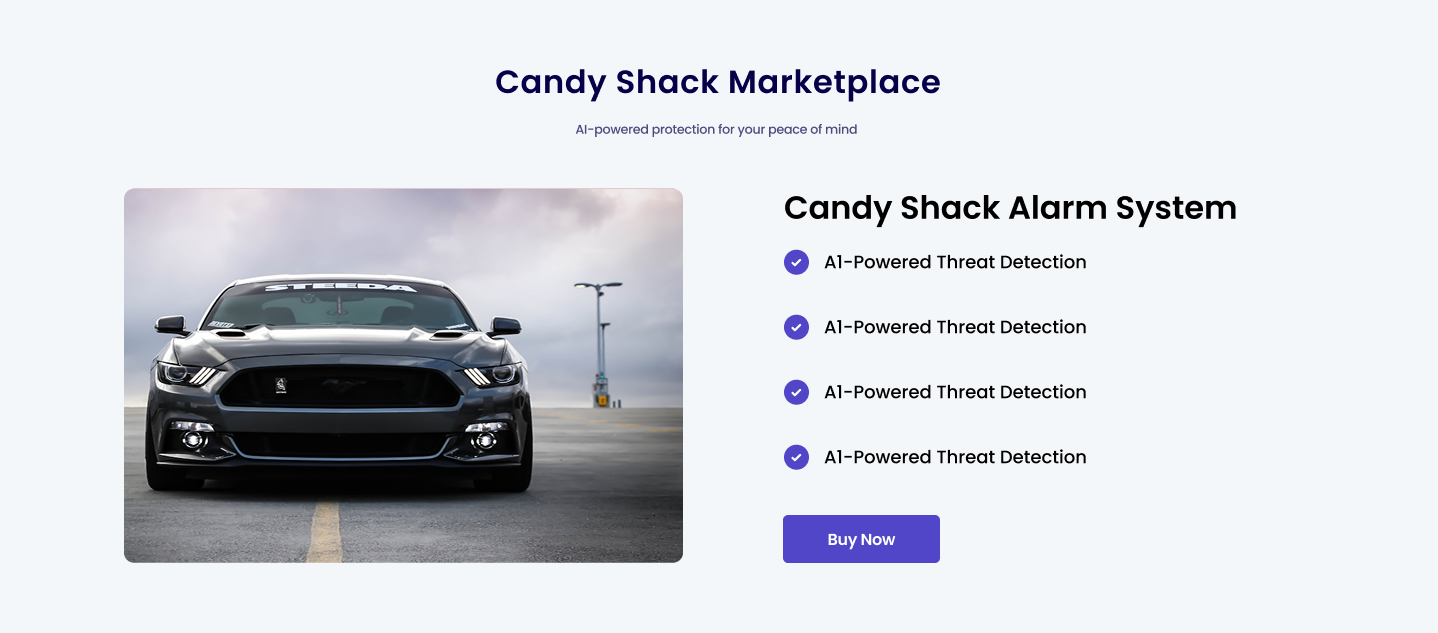 Candy Shack Marketplace
AI-powered protection for your peace of mind
STEEDA
Candy Shack Alarm System
A1-Powered Threat Detection
A1-Powered Threat Detection
A1-Powered Threat Detection
A1-Powered Threat Detection
Buy Now